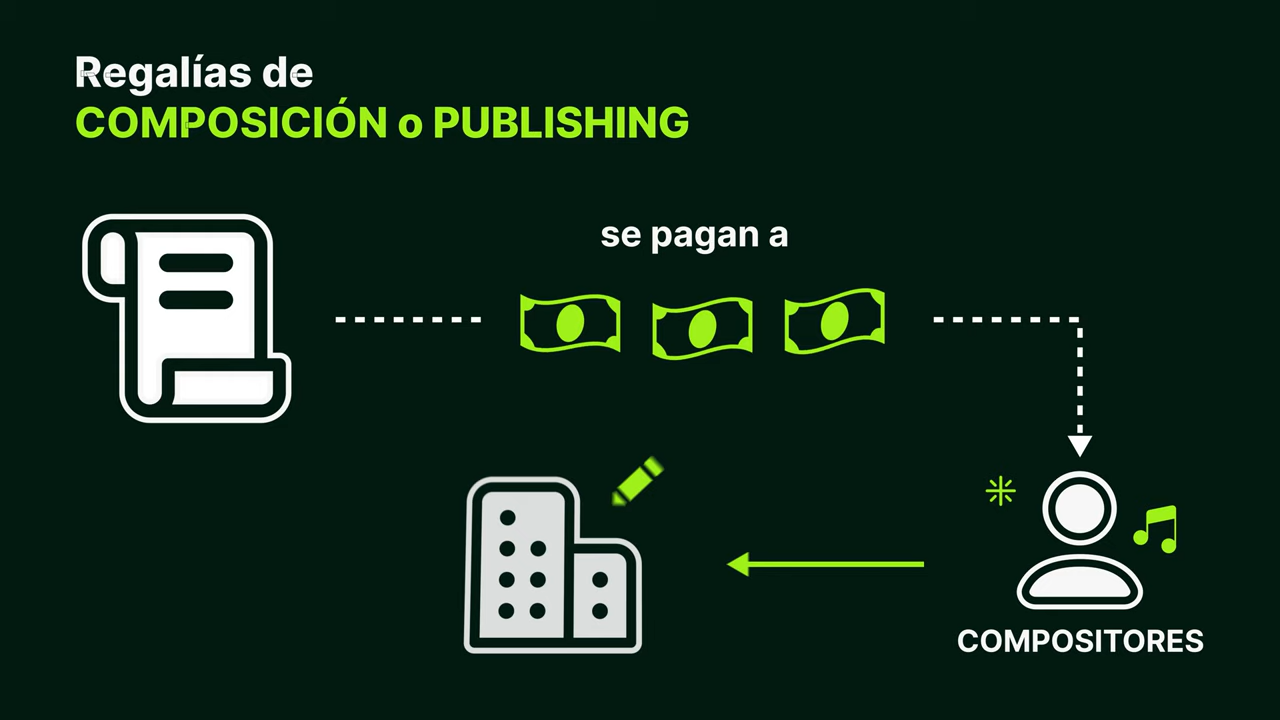 Regalías de
COMPOSICIÓN o PUBLISHING
se pagan a
COMPOSITORES